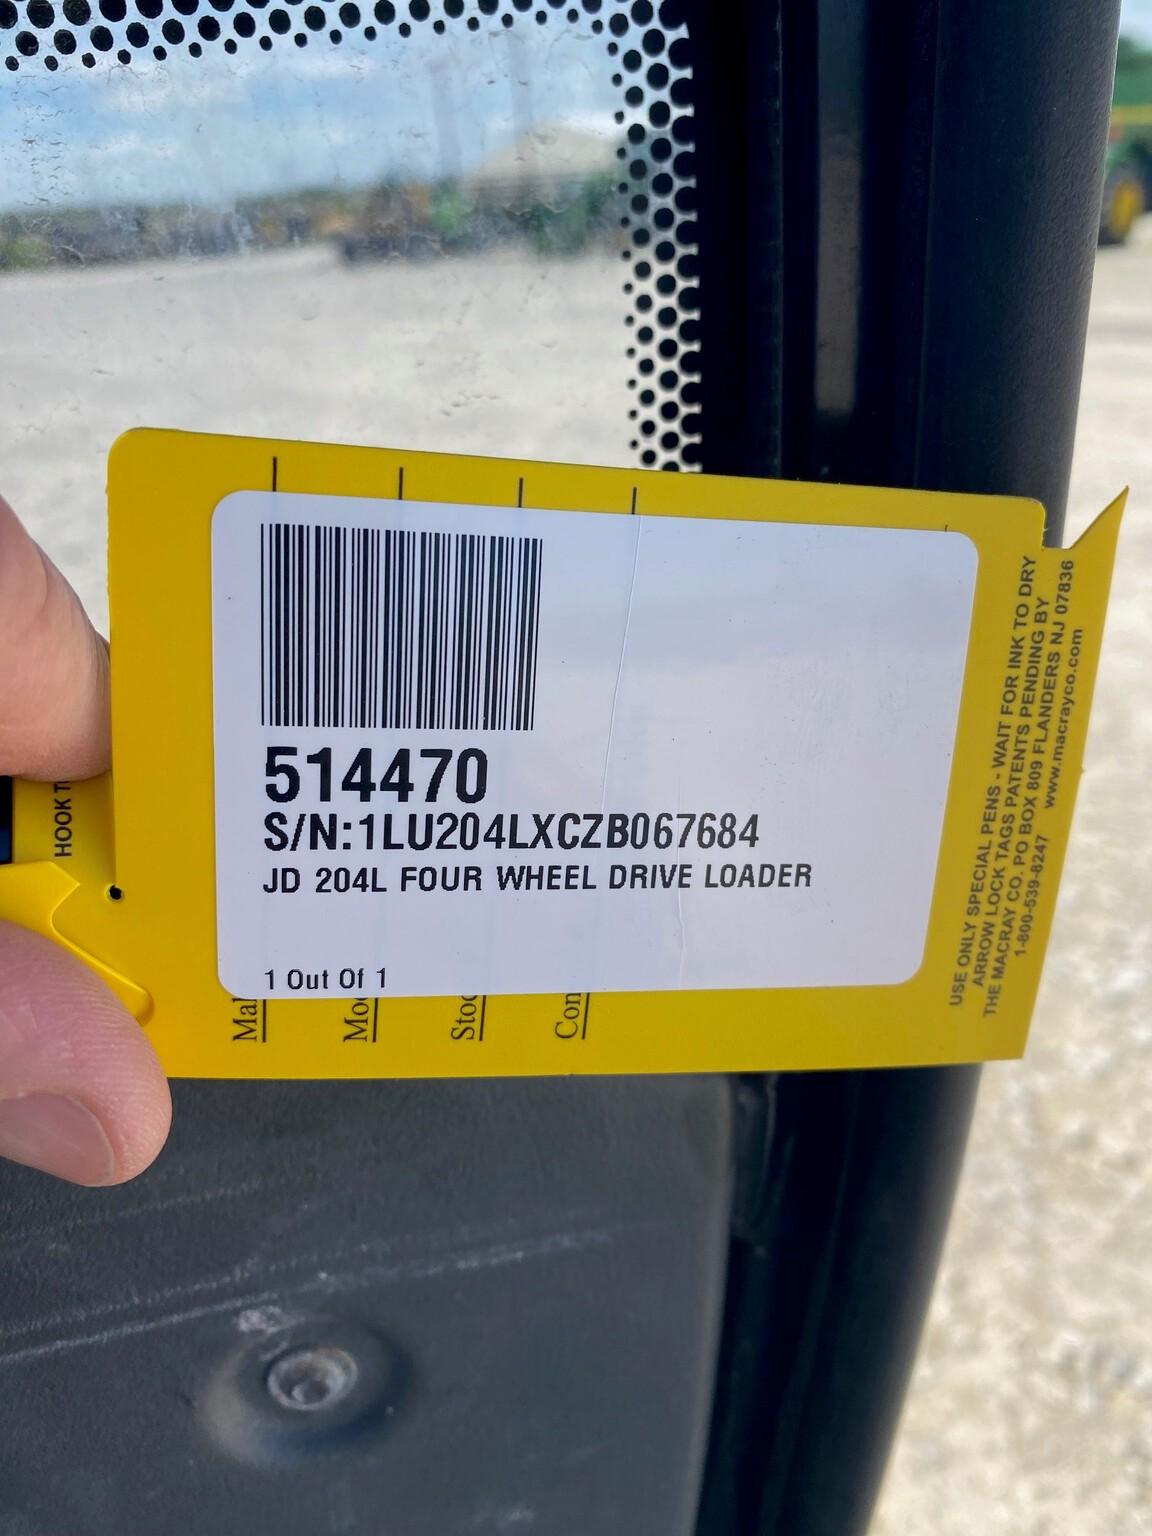 514470
S/N:1LU204LXCZB067684
JD 204L FOUR WHEEL DRIVE LOADER
1 Out Of 1
HOOK
USE ONLY SPECIAL PENS - WAIT FOR INK TO DRY
ARROW LOCK TAGS PATENTS PENDING BY
THE MACRAY CO. PO BOX 809 FLANDERS NJ 07836
1-800-539-8247 www.macrayco.com